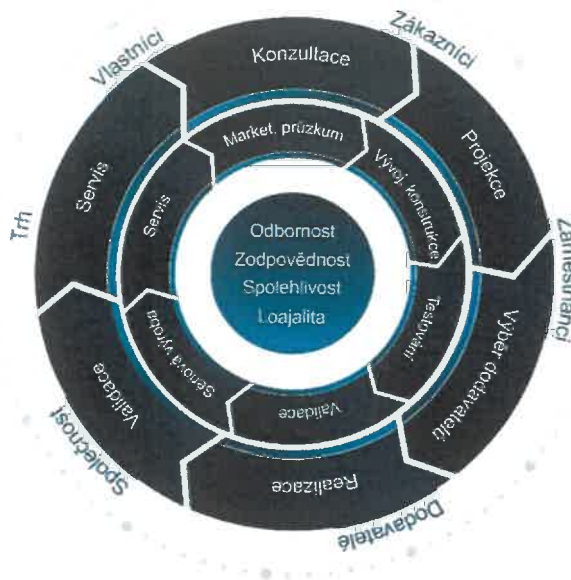 Vlastníci
Zákazníci
Zaměstnanci
Dodavatelé
Společnost
Trh
Konzultace
Projekce
Výběr dodavatelů
Realizace
Validace
Servis
Market. průzkum
Vývoj, konstrukce
Testování
Validace
Seriová výroba
Servis
Odbornost
Zodpovědnost
Spolehlivost
Loajalita